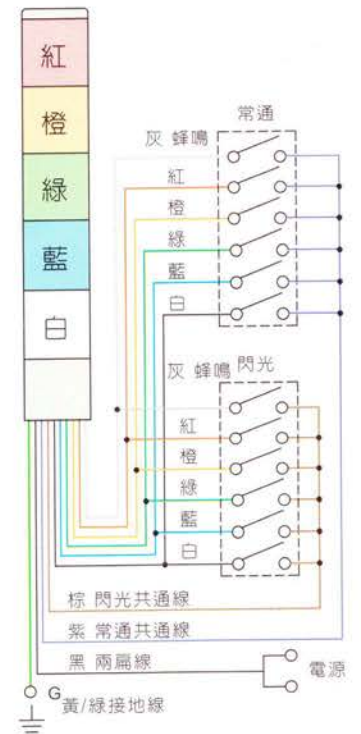 紅
橙
綠
藍
白
常通
灰 蜂鳴
紅
橙
綠
藍
白
灰 蜂鳴 閃光
紅
橙
綠
藍
白
棕 閃光共通線
紫 常通共通線
黑 兩扁線
電源
G
黃/綠接地線